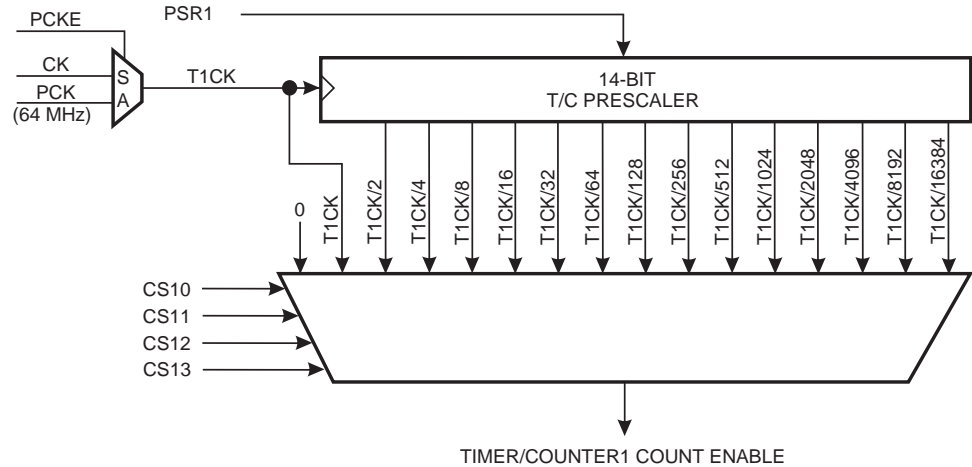 PCKE
PSR1
CK
PCK
(64 MHz)
S
A
T1CK
14-BIT
T/C PRESCALER
0
T1CK
T1CK/2
T1CK/4
T1CK/8
T1CK/16
T1CK/32
T1CK/64
T1CK/128
T1CK/256
T1CK/512
T1CK/1024
T1CK/2048
T1CK/4096
T1CK/8192
T1CK/16384
CS10
CS11
CS12
CS13
TIMER/COUNTER1 COUNT ENABLE